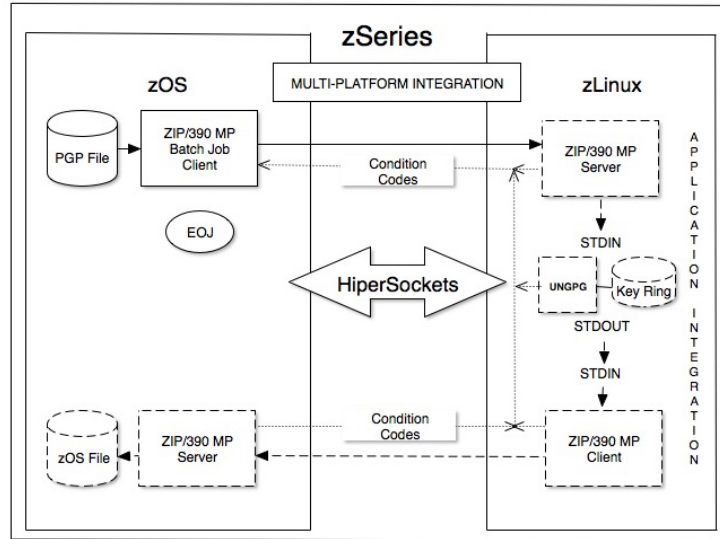 zSeries
zOS
MULTI-PLATFORM INTEGRATION
zLinux
PGP File
ZIP/390 MP
Batch Job
Client
Condition
Codes
ZIP/390 MP
Server
EOJ
STDIN
HiperSockets
UNGPG
Key Ring
STDOUT
STDIN
zOS File
ZIP/390 MP
Server
Condition
Codes
ZIP/390 MP
Client
APPLICATION INTEGRATION